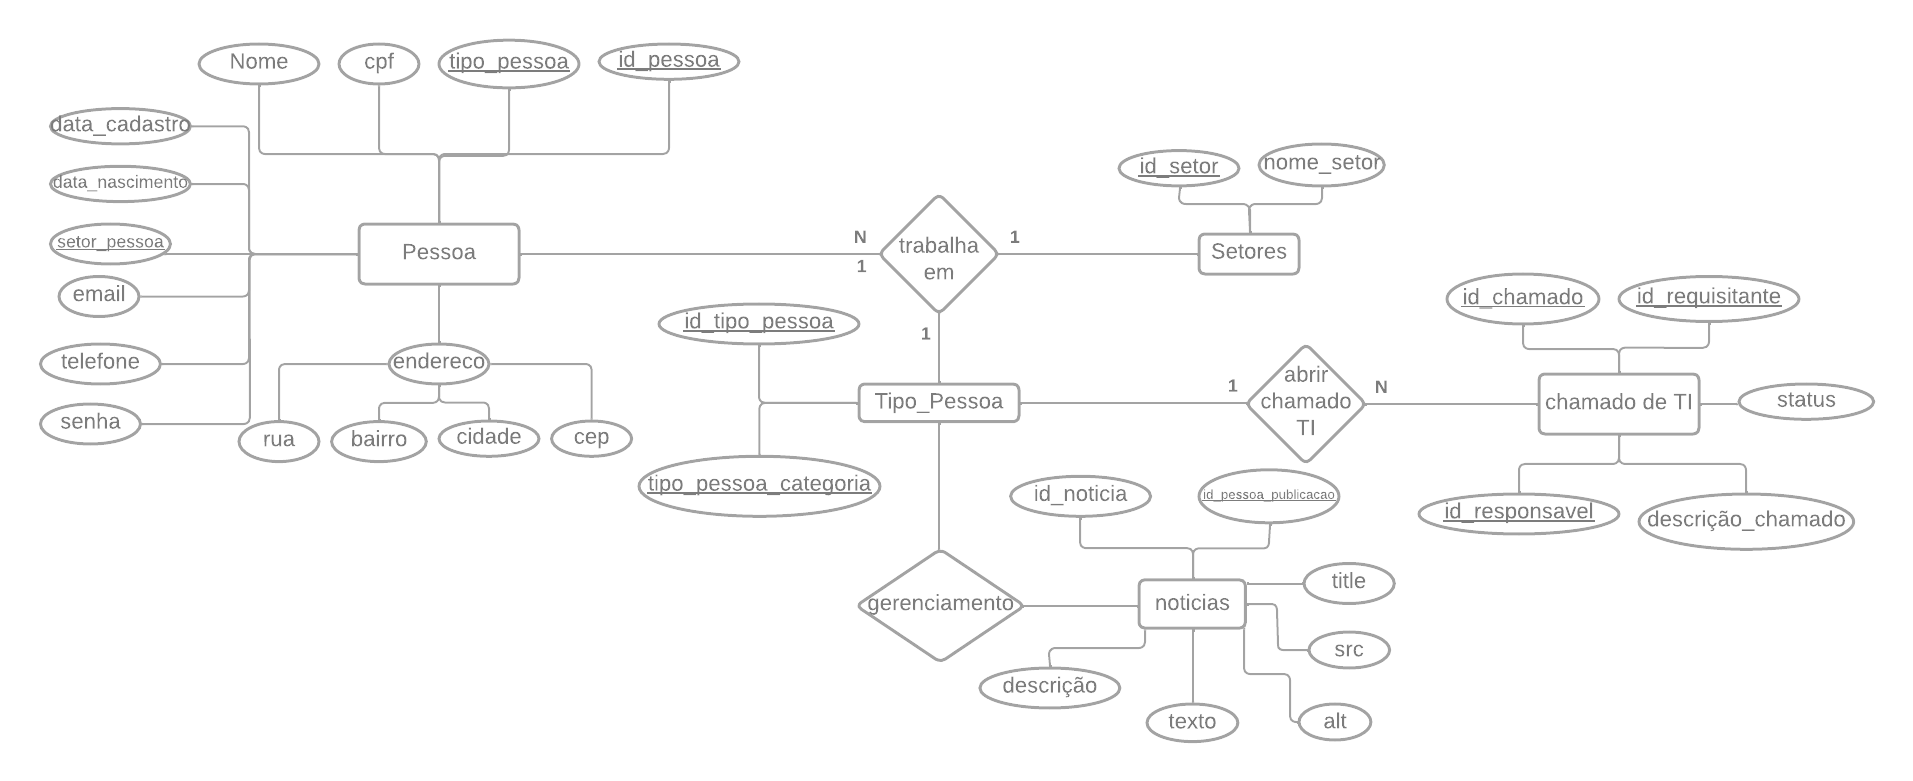 Nome
cpf
tipo_pessoa
id_pessoa
data_cadastro
data_nascimento
setor_pessoa
email
telefone
senha
Pessoa
endereco
rua
bairro
cidade
cep
N
1
trabalha
em
1
1
id_setor
nome_setor
Setores
id_tipo_pessoa
Tipo_Pessoa
tipo_pessoa_categoria
1
abrir
chamado
TI
N
id_chamado
id_requisitante
chamado de TI
status
id_responsavel
descrição_chamado
gerenciamento
id_noticia
id_pessoa_publicacao
noticias
title
src
alt
texto
descrição